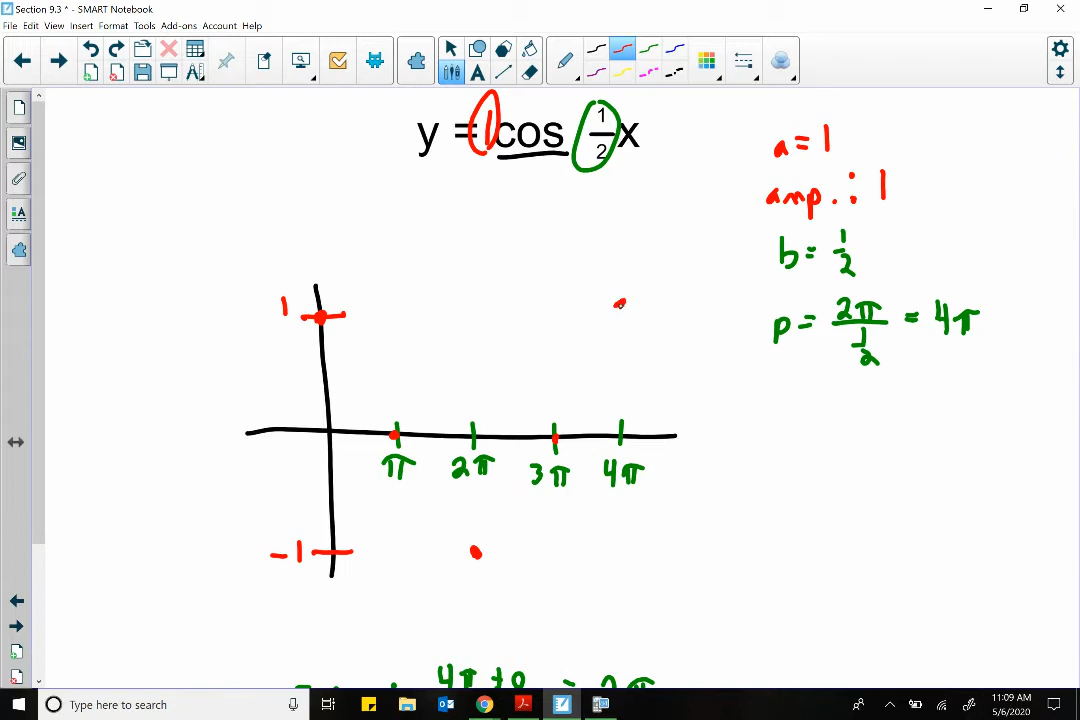 Section 9.3 * - SMART Notebook
File Edit View Insert Format Tools Add-ons Account Help
y = 1 cos 1/2 x
a = 1
amp. : 1
b = 1/2
p = 2π / 1/2 = 4π
1
π 2π 3π 4π
-1
Type here to search
11:09 AM
5/6/2020